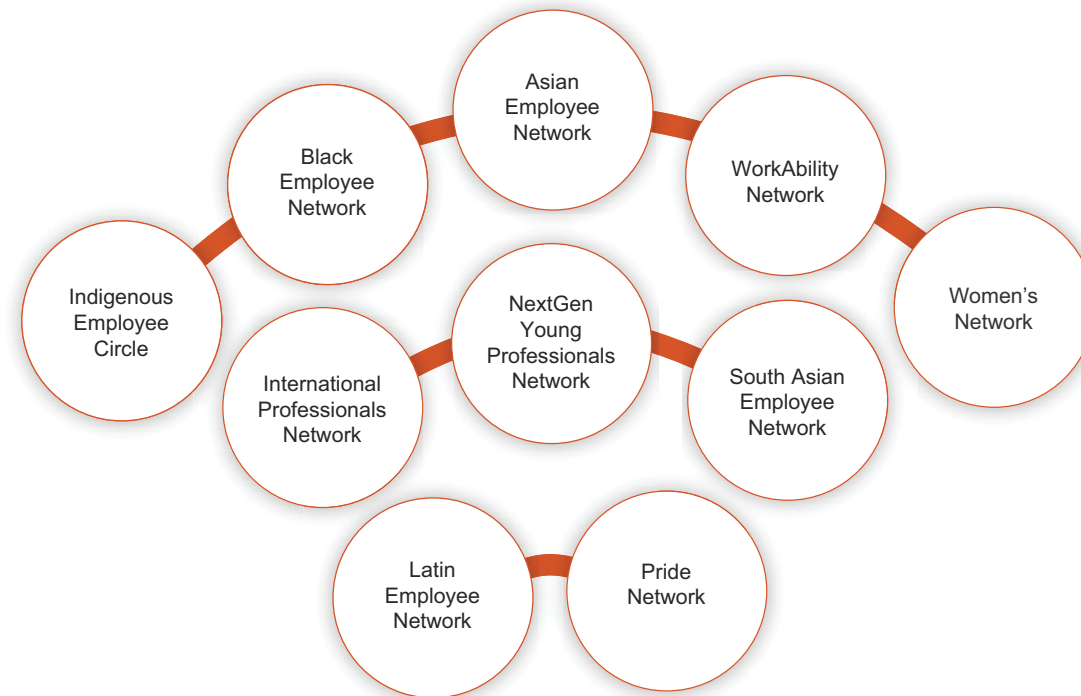 Asian
Employee
Network
Black
Employee
Network
WorkAbility
Network
Indigenous
Employee
Circle
Women’s
Network
NextGen
Young
Professionals
Network
International
Professionals
Network
South Asian
Employee
Network
Latin
Employee
Network
Pride
Network